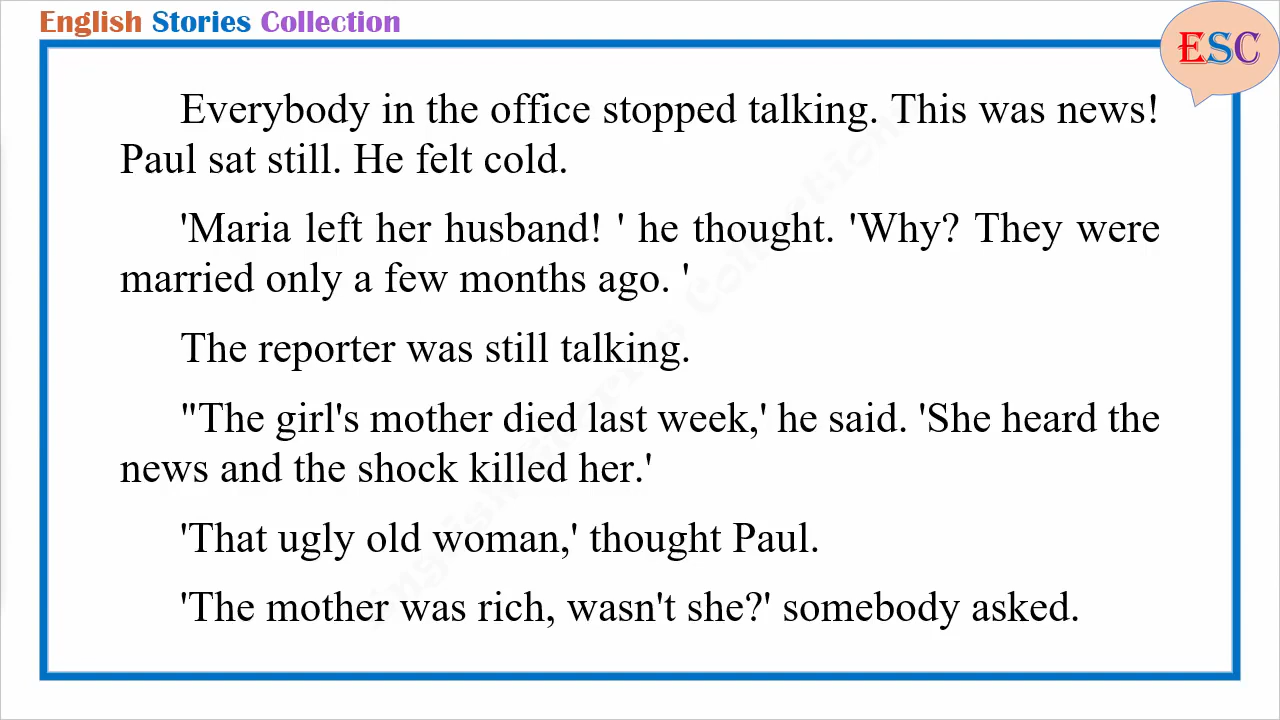 English Stories Collection
ESC
Everybody in the office stopped talking. This was news!
Paul sat still. He felt cold.
'Maria left her husband! ' he thought. 'Why? They were
married only a few months ago. '
The reporter was still talking.
"The girl's mother died last week,' he said. 'She heard the
news and the shock killed her.'
'That ugly old woman,' thought Paul.
'The mother was rich, wasn't she?' somebody asked.
English Stories Collection